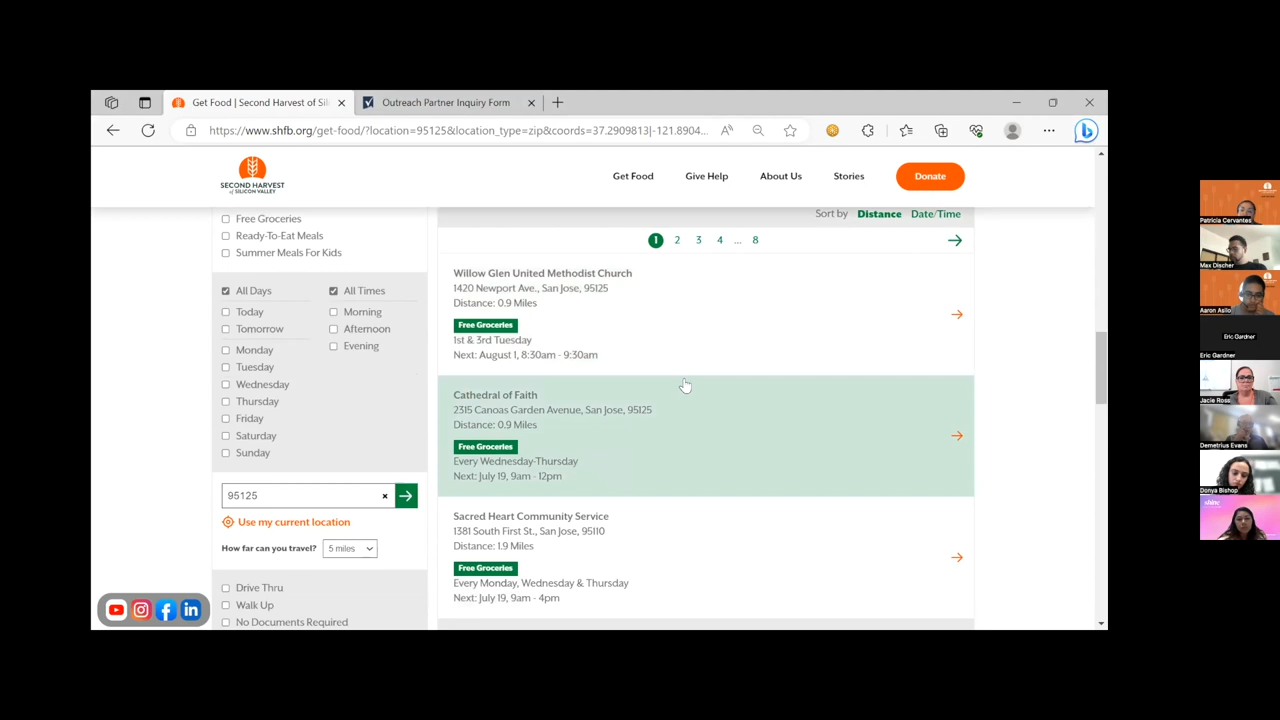 Get Food | Second Harvest of Sil
Outreach Partner Inquiry Form
https://www.shfb.org/get-food/?location=95125&location_type=zip&coords=37.2909813|-121.8904...
SECOND HARVEST
of SILICON VALLEY
Get Food
Give Help
About Us
Stories
Donate
Free Groceries
Ready-To-Eat Meals
Summer Meals For Kids
All Days
All Times
Today
Morning
Tomorrow
Afternoon
Monday
Evening
Tuesday
Wednesday
Thursday
Friday
Saturday
Sunday
95125
Use my current location
How far can you travel? 5 miles
Drive Thru
Walk Up
No Documents Required
Sort by Distance Date/Time
1 2 3 4 ... 8
Willow Glen United Methodist Church
1420 Newport Ave., San Jose, 95125
Distance: 0.9 Miles
Free Groceries
1st & 3rd Tuesday
Next: August 1, 8:30am - 9:30am
Cathedral of Faith
2315 Canoas Garden Avenue, San Jose, 95125
Distance: 0.9 Miles
Free Groceries
Every Wednesday-Thursday
Next: July 19, 9am - 12pm
Sacred Heart Community Service
1381 South First St., San Jose, 95110
Distance: 1.9 Miles
Free Groceries
Every Monday, Wednesday & Thursday
Next: July 19, 9am - 4pm
Patricia Cervantes
Max Discher
Aaron Asilo
Eric Gardner
Eric Gardner
Jacie Ross
Demetrius Evans
Donya Bishop